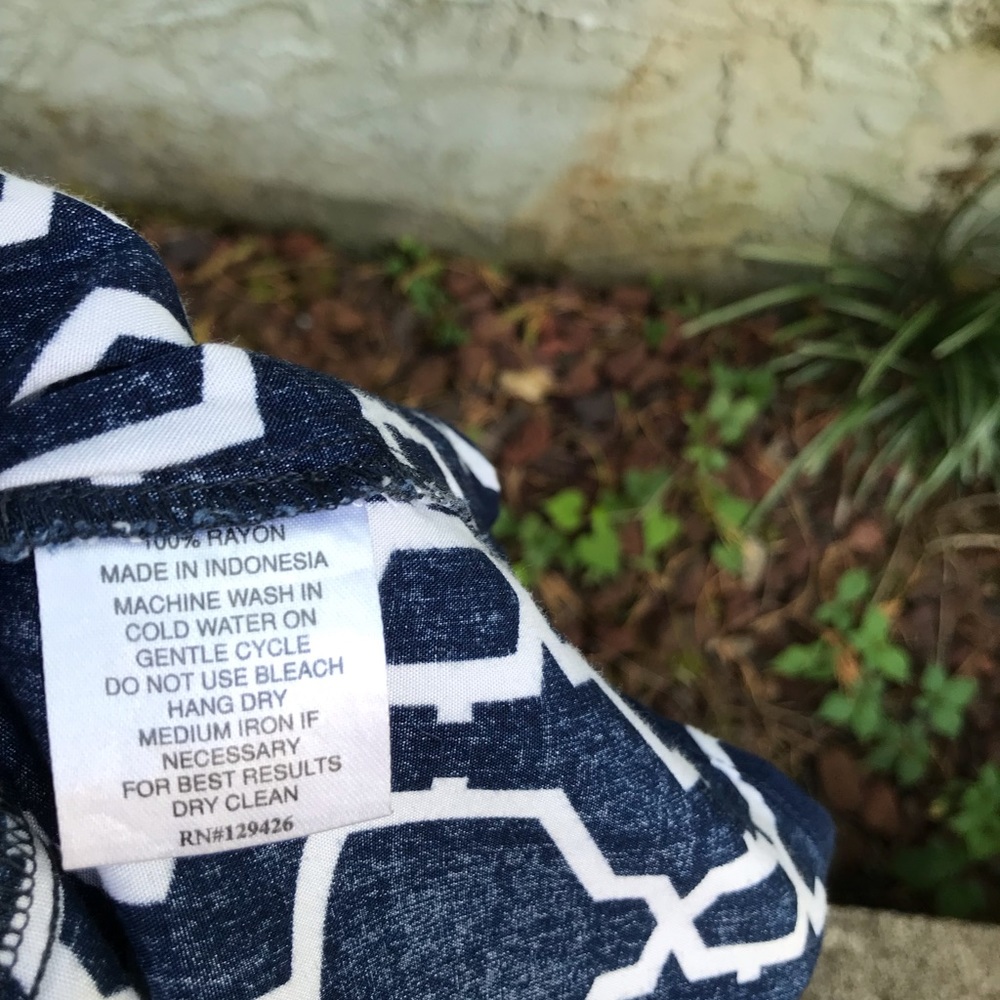 100% RAYON
MADE IN INDONESIA
MACHINE WASH IN
COLD WATER ON
GENTLE CYCLE
DO NOT USE BLEACH
HANG DRY
MEDIUM IRON IF
NECESSARY
FOR BEST RESULTS
DRY CLEAN
RN#129426